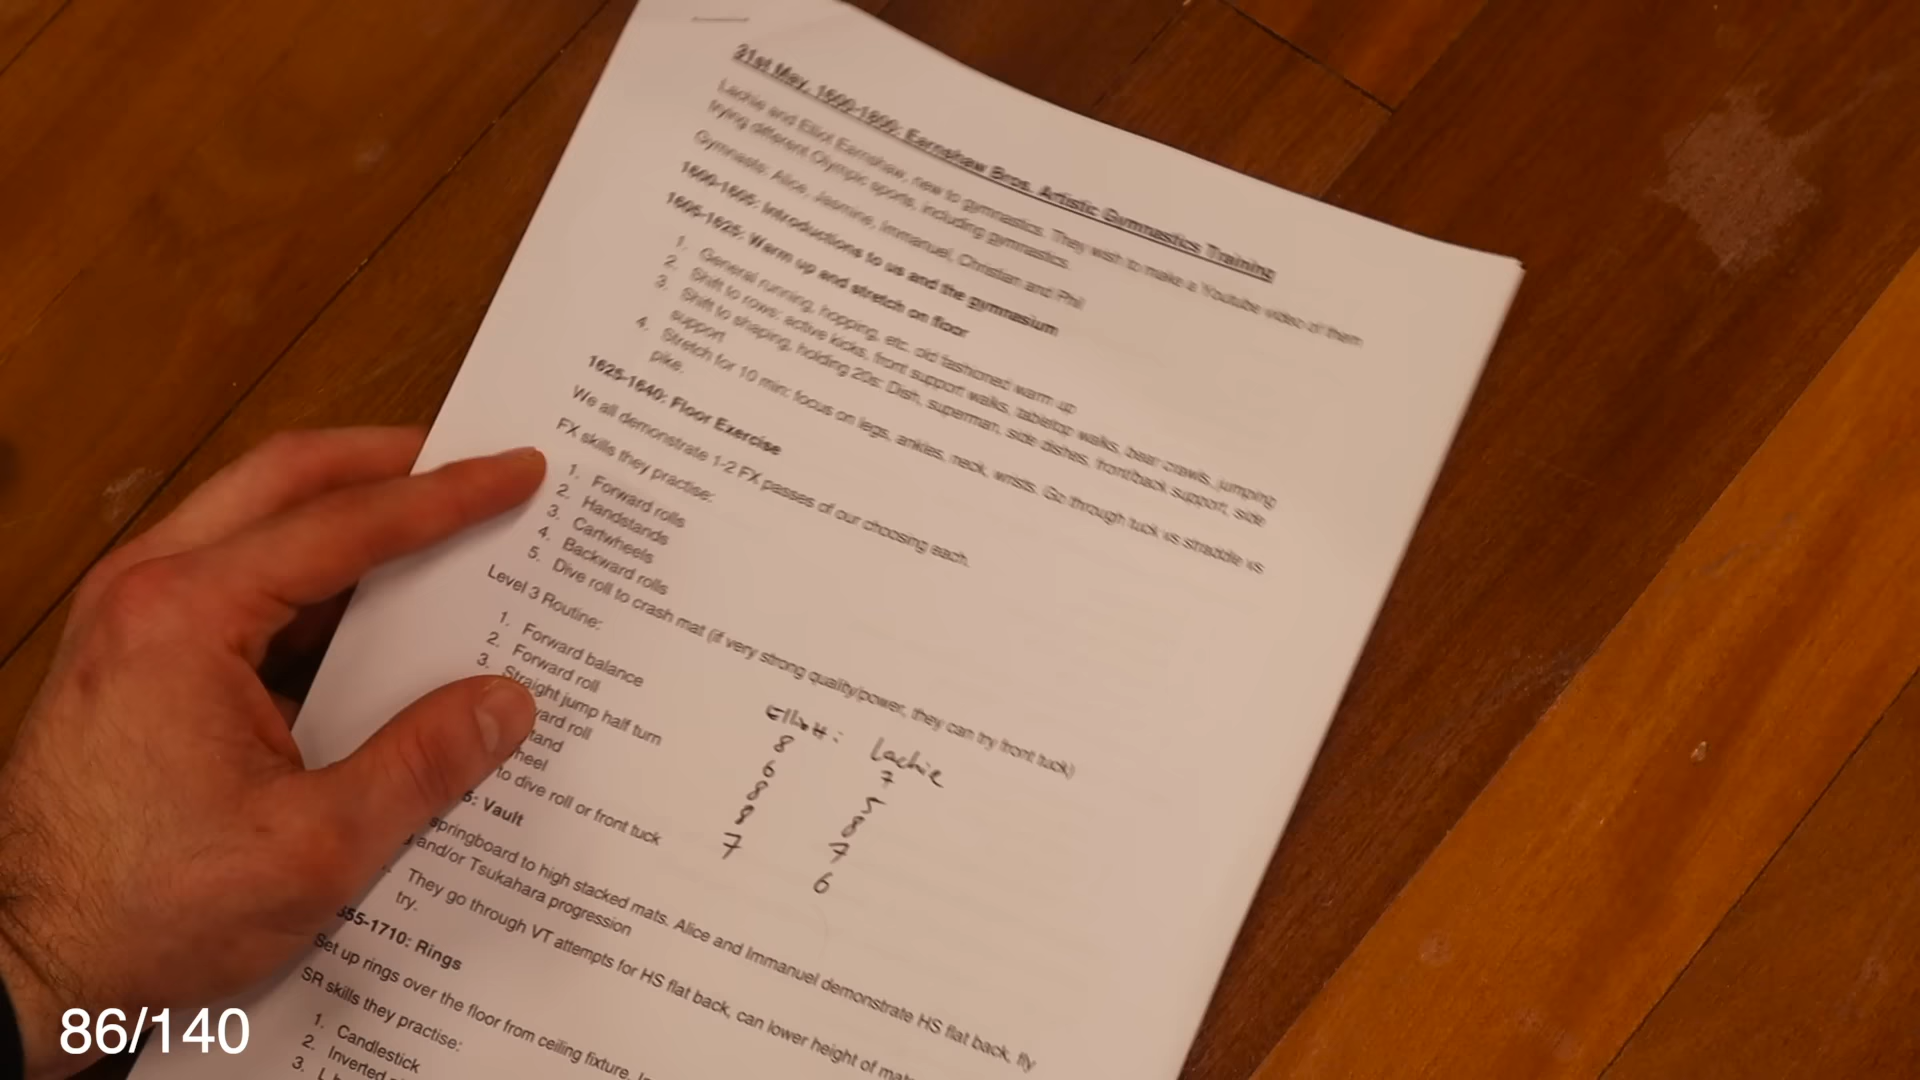 31st May, 1600-1800: Earnshaw Bros. Artistic Gymnastics Training
Lachie and Elliot Earnshaw, new to gymnastics. They wish to make a Youtube video of them
trying different Olympic sports, including gymnastics.
Gymnasts: Alice, Jasmine, Immanuel, Christian and Phil
1600-1605: Introductions to us and the gymnasium
1605-1625: Warm up and stretch on floor
1. General running, hopping, etc. old fashioned warm up
2. Shift to rows: active kicks, front support walks, tabletop walks, bear crawls, jumping
3. Shift to shaping, holding 20s: Dish, superman, side dishes, front/back support, side
support
4. Stretch for 10 min: focus on legs, ankles, neck, wrists. Go through tuck vs straddle vs
pike.
1625-1640: Floor Exercise
We all demonstrate 1-2 FX passes of our choosing each.
FX skills they practise:
1. Forward rolls
2. Handstands
3. Cartwheels
4. Backward rolls
5. Dive roll to crash mat (if very strong quality/power, they can try front tuck)
Level 3 Routine:
1. Forward balance
2. Forward roll
3. Straight jump half turn
ward roll
tand
heel
to dive roll or front tuck
Elliott: Lachie
8 7
6 5
8 8
8 7
7 6
5: Vault
springboard to high stacked mats. Alice and Immanuel demonstrate HS flat back, fly
and/or Tsukahara progression
They go through VT attempts for HS flat back, can lower height of mat
try.
655-1710: Rings
Set up rings over the floor from ceiling fixture.
SR skills they practise:
1. Candlestick
2. Inverted
3.
86/140